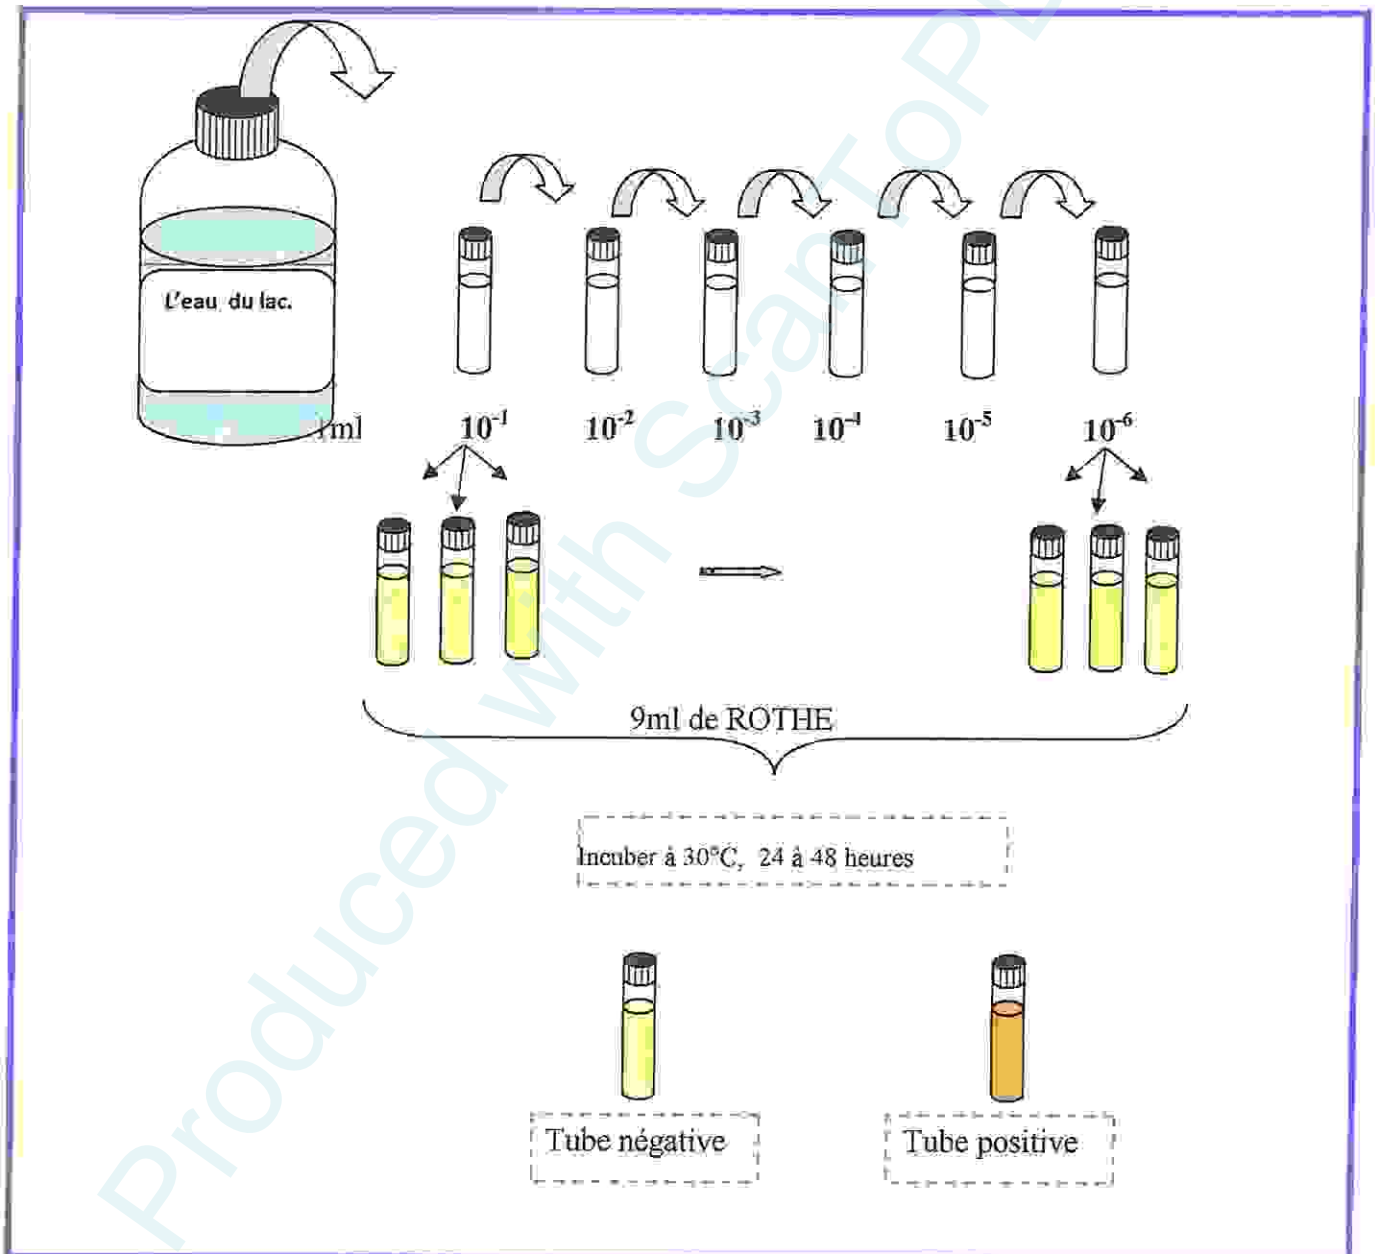 L'eau du lac.
1ml 10⁻¹ 10⁻² 10⁻³ 10⁻⁴ 10⁻⁵ 10⁻⁶
9ml de ROTHE
Incuber à 30°C, 24 à 48 heures
Tube négative Tube positive
Produced with ScanToPD